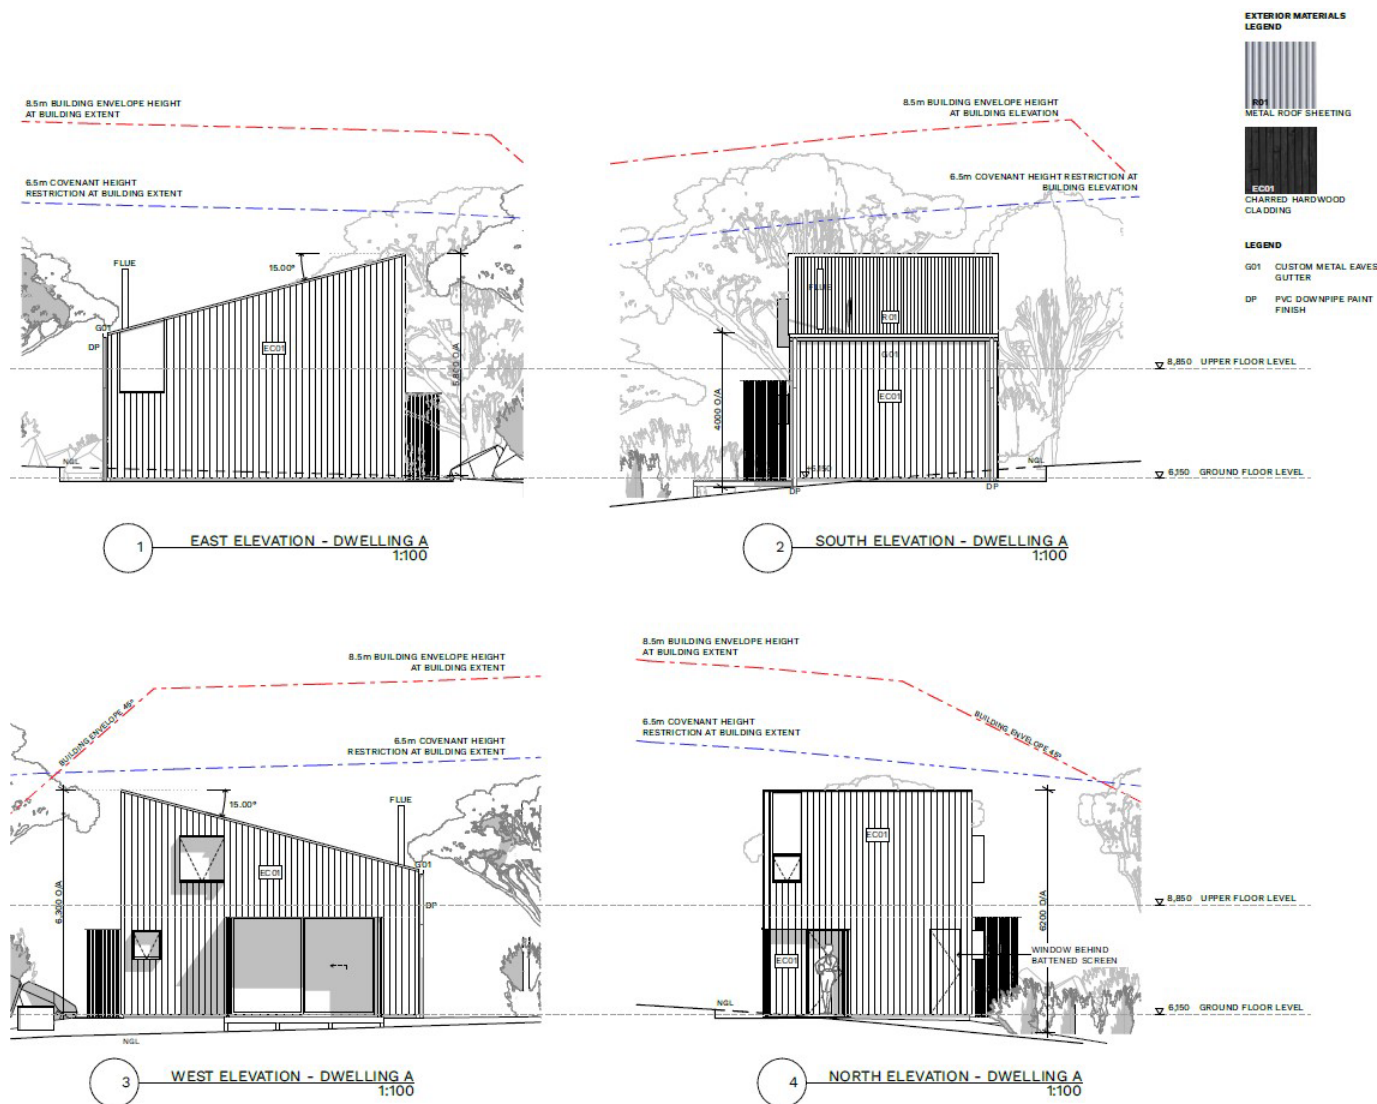 EXTERIOR MATERIALS
LEGEND
R01
METAL ROOF SHEETING
EC01
CHARRED HARDWOOD
CLADDING
LEGEND
G01 CUSTOM METAL EAVES
GUTTER
DP PVC DOWNPIPE PAINT
FINISH
8.5m BUILDING ENVELOPE HEIGHT
AT BUILDING EXTENT
6.5m COVENANT HEIGHT
RESTRICTION AT BUILDING EXTENT
FLUE
15.00°
G01
DP
EC01
5,800 O/A
NGL
1 EAST ELEVATION - DWELLING A
1:100
8.5m BUILDING ENVELOPE HEIGHT
AT BUILDING ELEVATION
6.5m COVENANT HEIGHT RESTRICTION AT
BUILDING ELEVATION
FLUE
R01
G01
EC01
4000 O/A
+6,150
NGL
DP
DP
8,850 UPPER FLOOR LEVEL
6,150 GROUND FLOOR LEVEL
2 SOUTH ELEVATION - DWELLING A
1:100
8.5m BUILDING ENVELOPE HEIGHT
AT BUILDING EXTENT
BUILDING ENVELOPE 45°
6.5m COVENANT HEIGHT
RESTRICTION AT BUILDING EXTENT
15.00°
FLUE
G01
EC01
DP
6,300 O/A
NGL
3 WEST ELEVATION - DWELLING A
1:100
8.5m BUILDING ENVELOPE HEIGHT
AT BUILDING EXTENT
6.5m COVENANT HEIGHT
RESTRICTION AT BUILDING EXTENT
BUILDING ENVELOPE 45°
EC01
8,850 UPPER FLOOR LEVEL
6200 O/A
WINDOW BEHIND
BATTENED SCREEN
EC01
NGL
6,150 GROUND FLOOR LEVEL
4 NORTH ELEVATION - DWELLING A
1:100